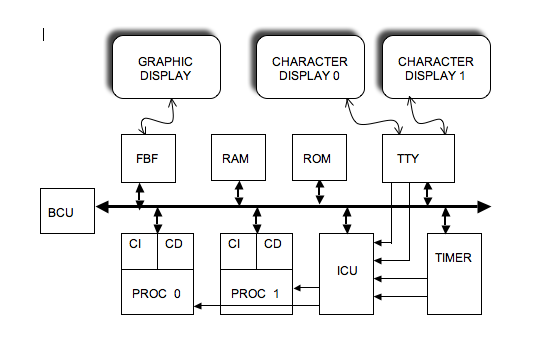 GRAPHIC
DISPLAY
CHARACTER
DISPLAY 0
CHARACTER
DISPLAY 1
FBF
RAM
ROM
TTY
BCU
CI
CD
CI
CD
ICU
TIMER
PROC 0
PROC 1